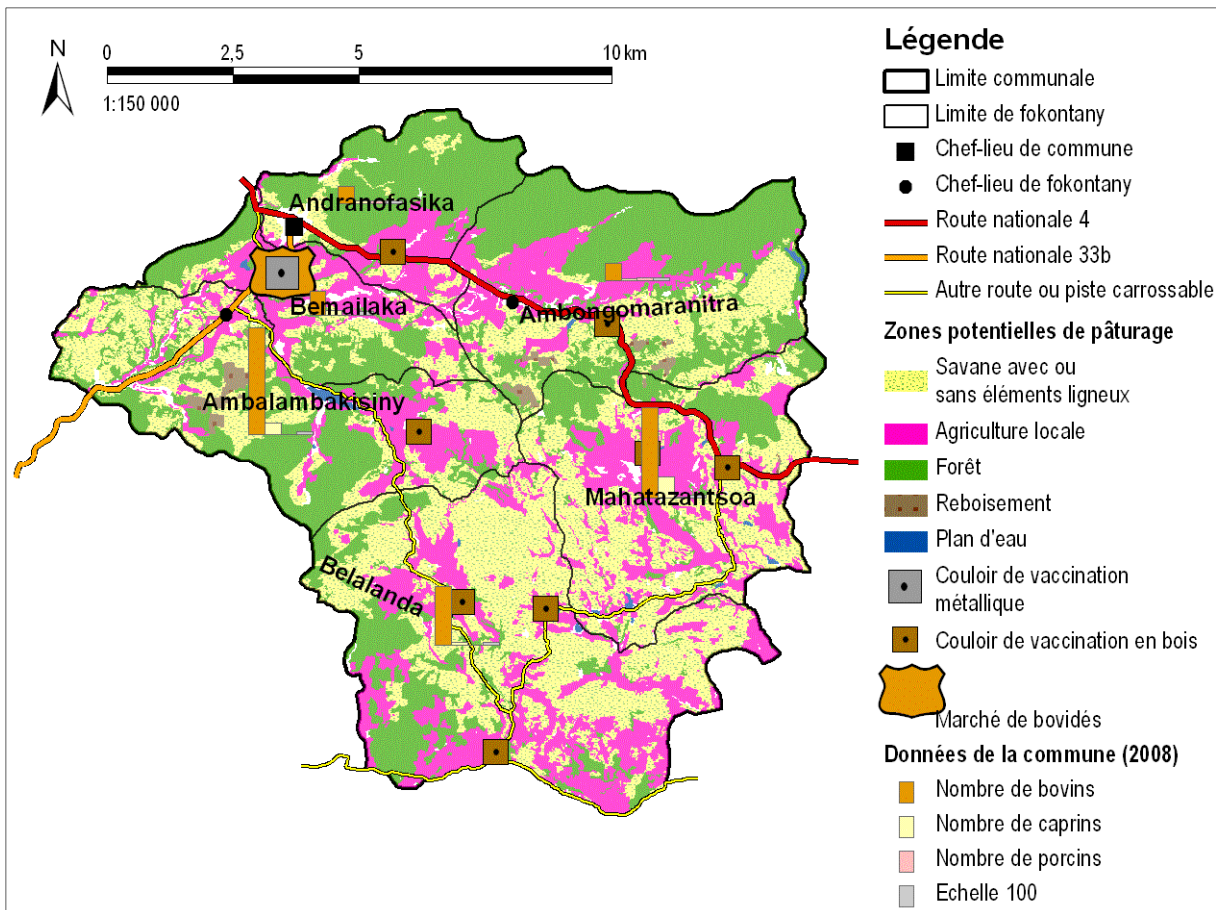 N
0 2,5 5 10 km
1:150 000
Andranofasika
Bemailaka
Ambongomaranitra
Ambalambakisiny
Mahatazantsoa
Belalanda
Légende
Limite communale
Limite de fokontany
Chef-lieu de commune
Chef-lieu de fokontany
Route nationale 4
Route nationale 33b
Autre route ou piste carrossable
Zones potentielles de pâturage
Savane avec ou
sans éléments ligneux
Agriculture locale
Forêt
Reboisement
Plan d'eau
Couloir de vaccination
métallique
Couloir de vaccination en bois
Marché de bovidés
Données de la commune (2008)
Nombre de bovins
Nombre de caprins
Nombre de porcins
Echelle 100